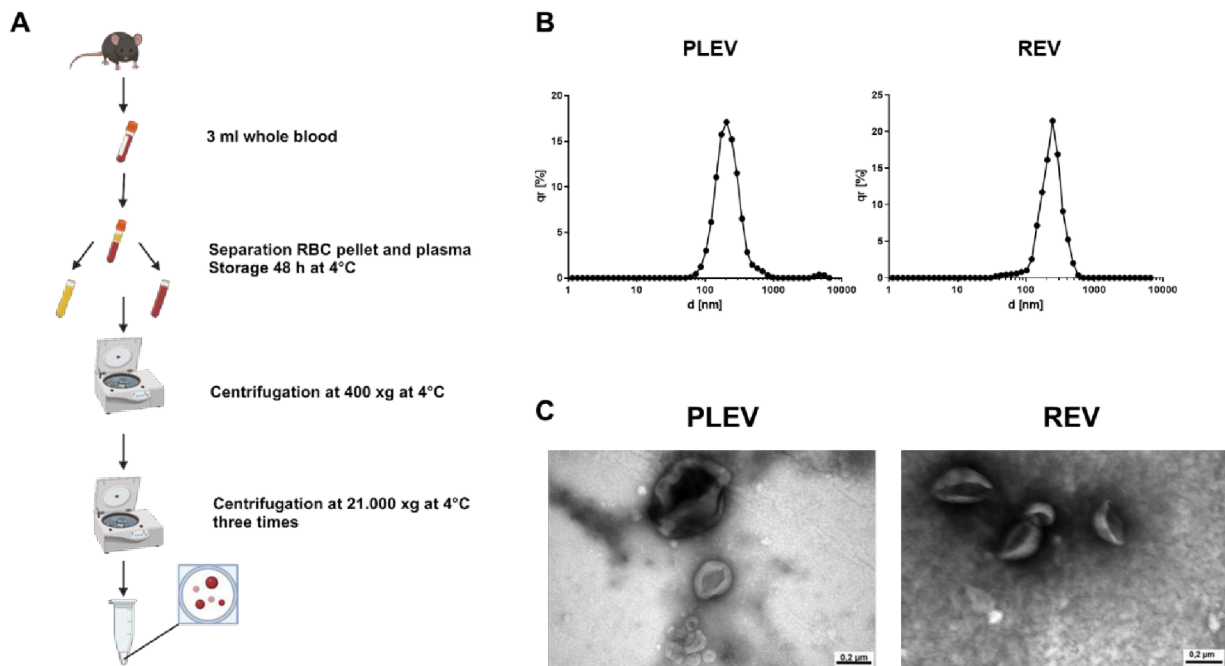 A
3 ml whole blood
Separation RBC pellet and plasma
Storage 48 h at 4°C
Centrifugation at 400 xg at 4°C
Centrifugation at 21.000 xg at 4°C
three times
B
PLEV
20
15
10
5
0
qr [%]
1
10
100
1000
10000
d [nm]
REV
25
20
15
10
5
0
qr [%]
1
10
100
1000
10000
d [nm]
C
PLEV
0,2 µm
REV
0,2 µm